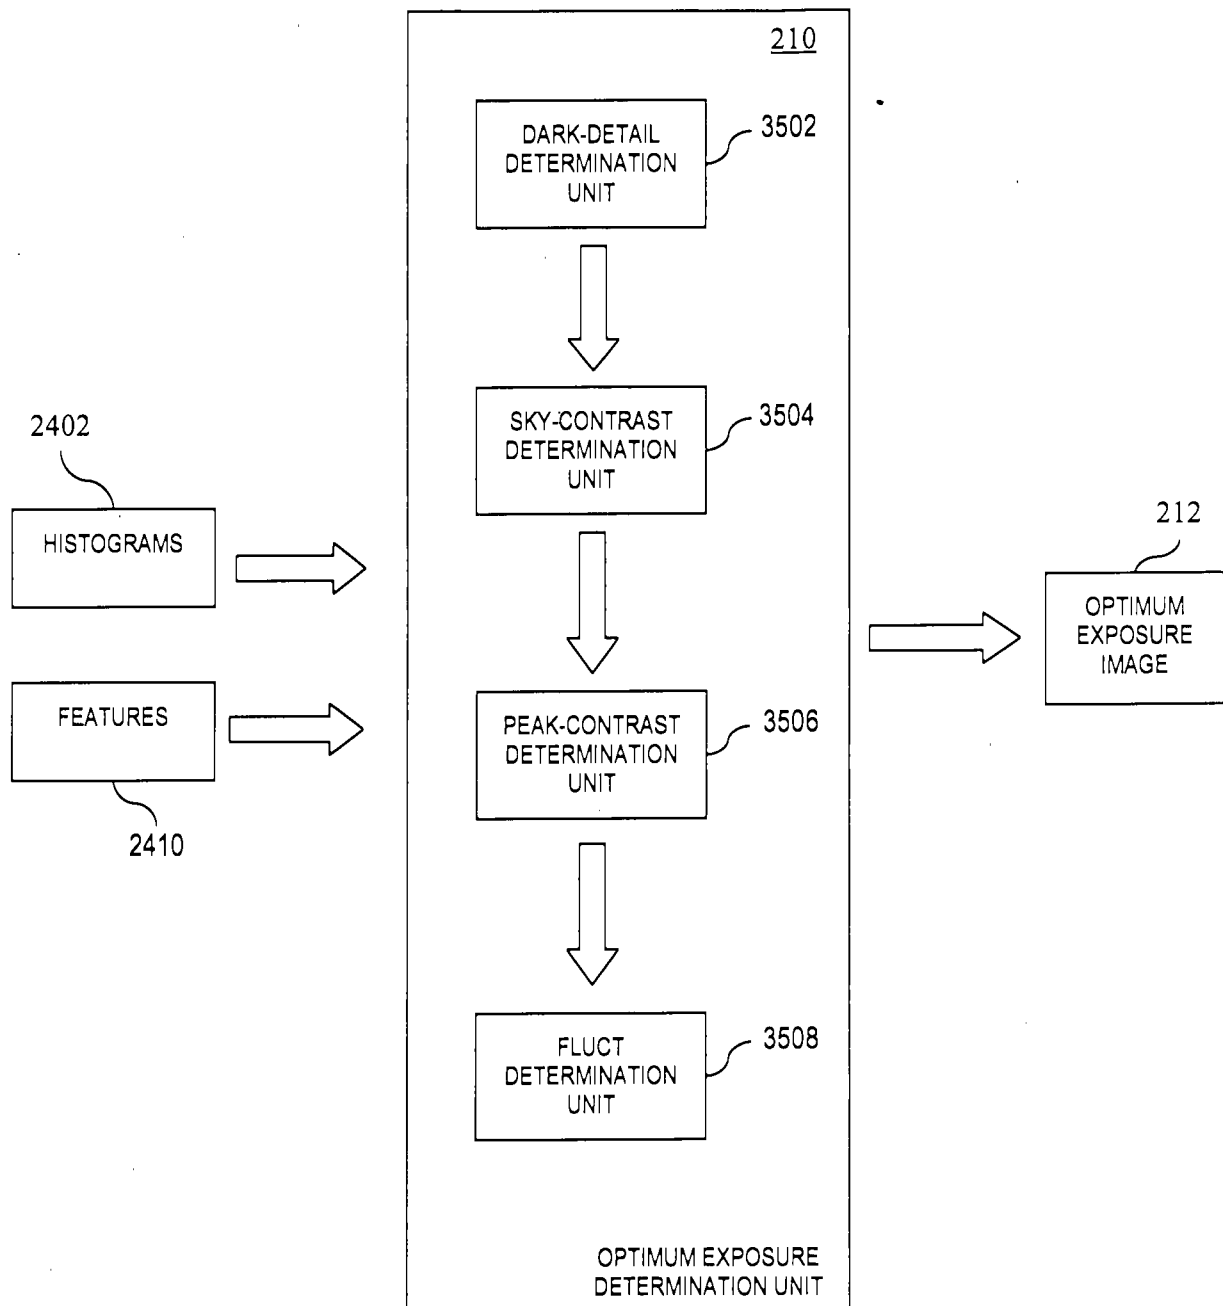 210
DARK-DETAIL
DETERMINATION
UNIT
3502
SKY-CONTRAST
DETERMINATION
UNIT
3504
2402
HISTOGRAMS
212
OPTIMUM
EXPOSURE
IMAGE
FEATURES
2410
PEAK-CONTRAST
DETERMINATION
UNIT
3506
FLUCT
DETERMINATION
UNIT
3508
OPTIMUM EXPOSURE
DETERMINATION UNIT